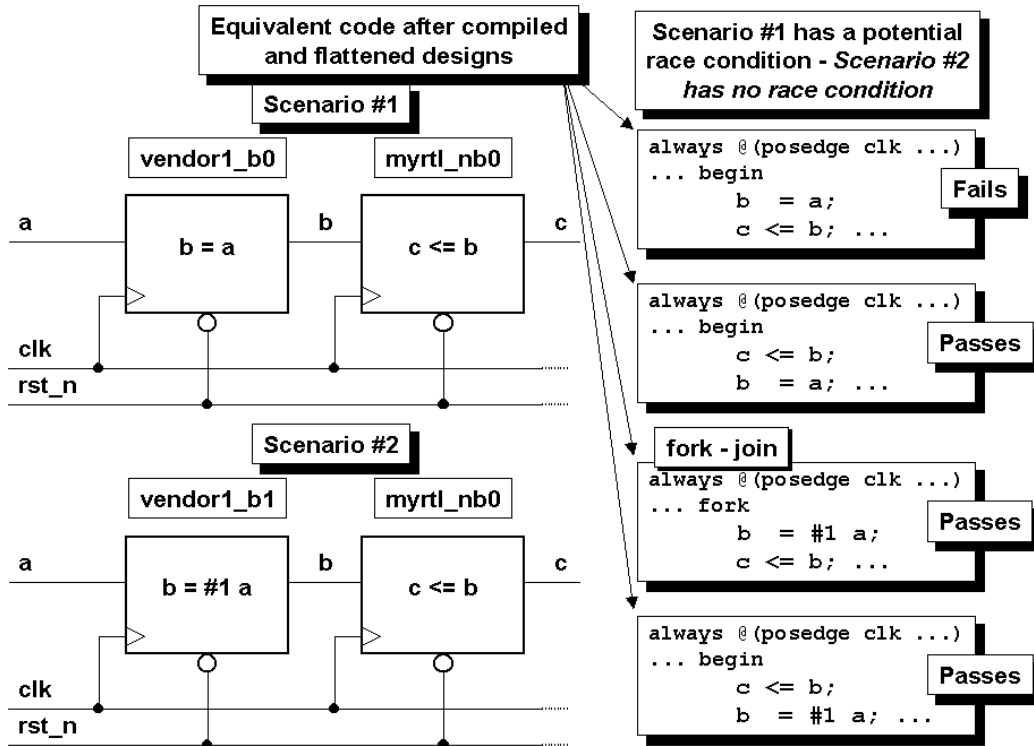 Equivalent code after compiled
and flattened designs
Scenario #1 has a potential
race condition - Scenario #2
has no race condition
Scenario #1
vendor1_b0
myrtl_nb0
a
b = a
b
c <= b
c
clk
rst_n
always @(posedge clk ...)
... begin
b = a;
c <= b; ...
Fails
always @(posedge clk ...)
... begin
c <= b;
b = a; ...
Passes
Scenario #2
vendor1_b1
myrtl_nb0
a
b = #1 a
b
c <= b
c
clk
rst_n
fork - join
always @(posedge clk ...)
... fork
b = #1 a;
c <= b; ...
Passes
always @(posedge clk ...)
... begin
c <= b;
b = #1 a; ...
Passes